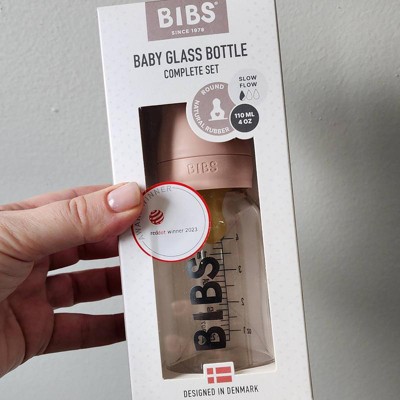 BIBS
SINCE 1978
BABY GLASS BOTTLE
COMPLETE SET
SLOW
FLOW
ROUND
NATURAL RUBBER
110 ML
4 OZ
BIBS
WINNER
reddot winner 2023
BIBS
DESIGNED IN DENMARK